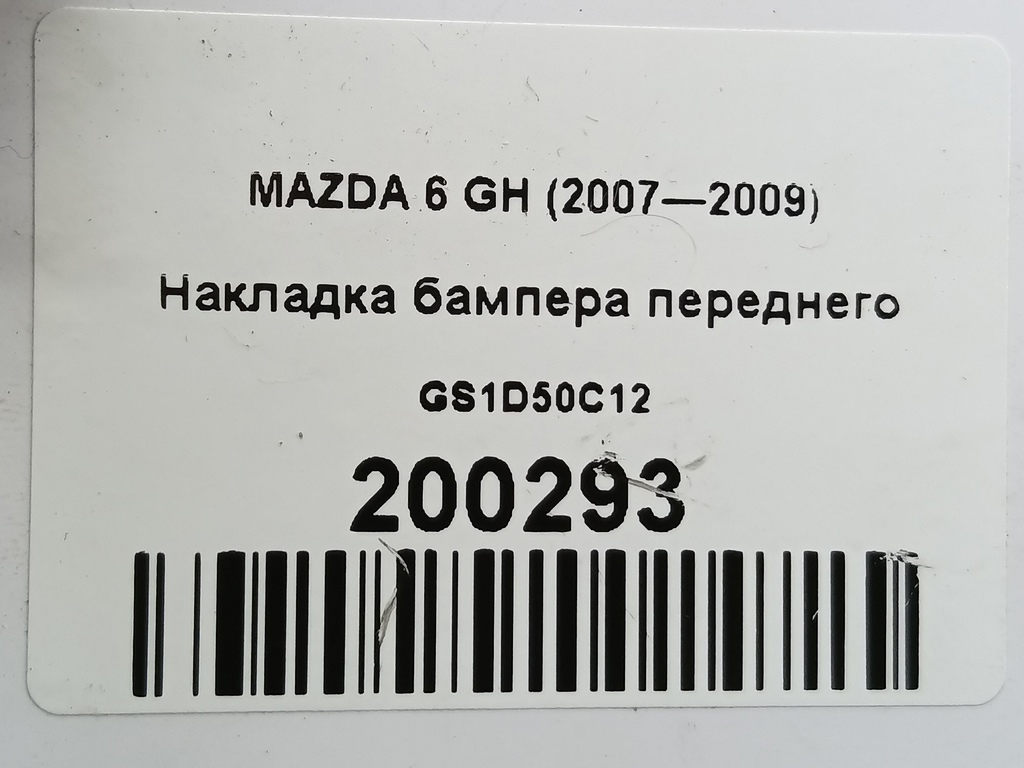 MAZDA 6 GH (2007—2009)
Накладка бампера переднего
GS1D50C12
200293